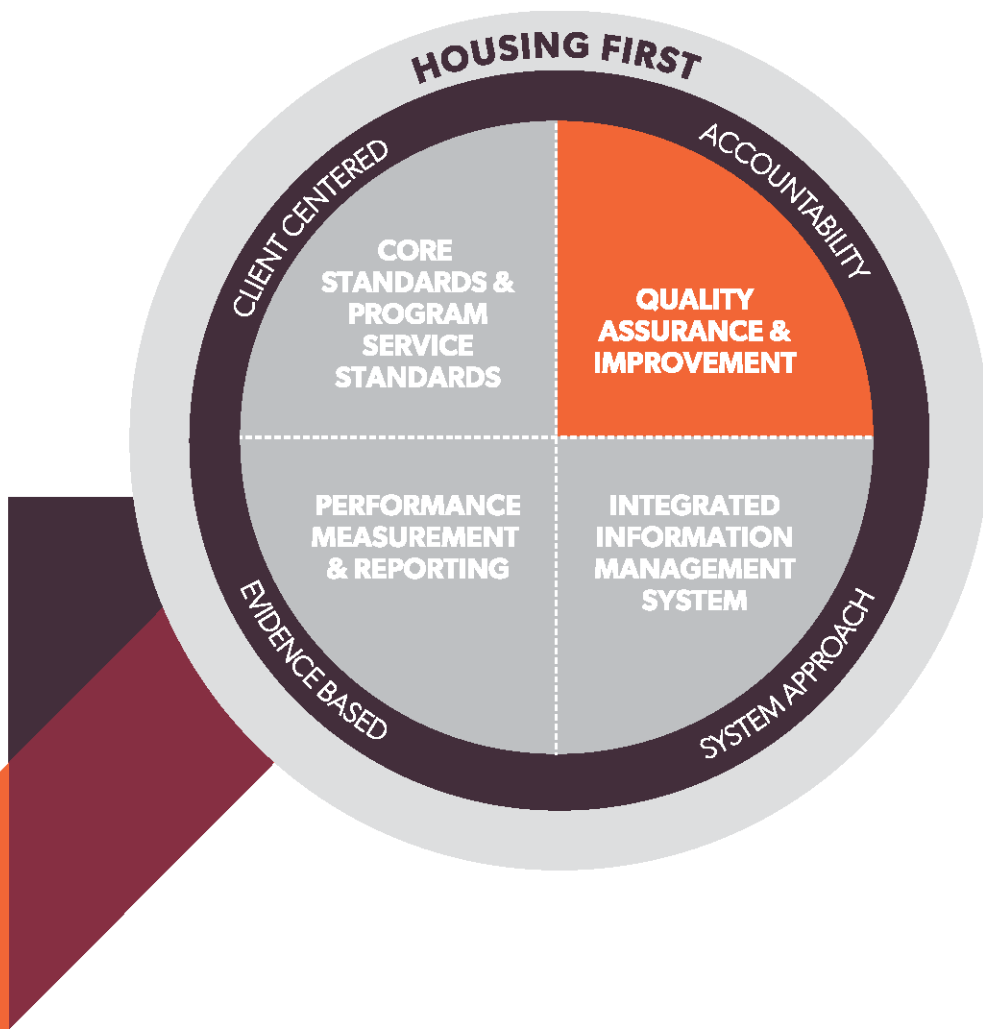 HOUSING FIRST
CLIENT CENTERED
ACCOUNTABILITY
CORE
STANDARDS &
PROGRAM
SERVICE
STANDARDS
QUALITY
ASSURANCE &
IMPROVEMENT
PERFORMANCE
MEASUREMENT
& REPORTING
INTEGRATED
INFORMATION
MANAGEMENT
SYSTEM
EVIDENCE BASED
SYSTEM APPROACH